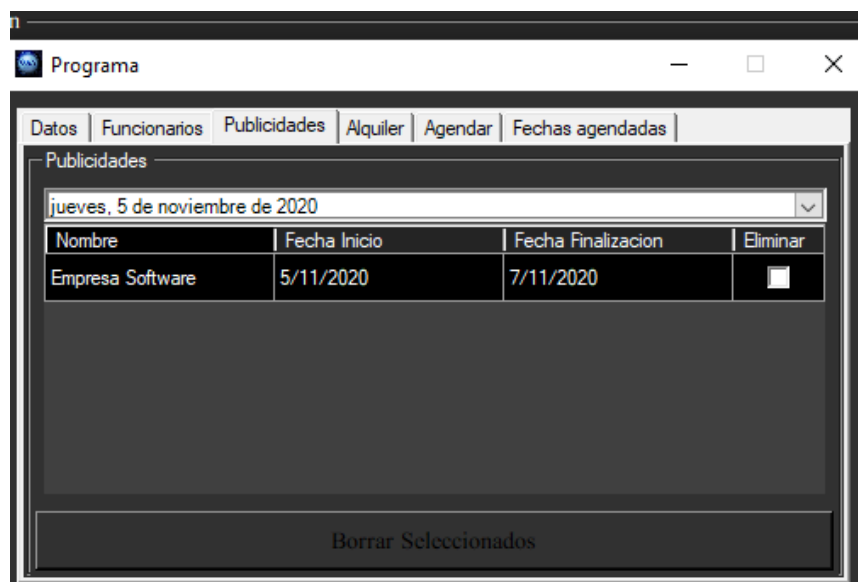 n
Programa
Datos Funcionarios Publicidades Alquiler Agendar Fechas agendadas
Publicidades
jueves, 5 de noviembre de 2020
Nombre Fecha Inicio Fecha Finalizacion Eliminar
Empresa Software 5/11/2020 7/11/2020
Borrar Seleccionados